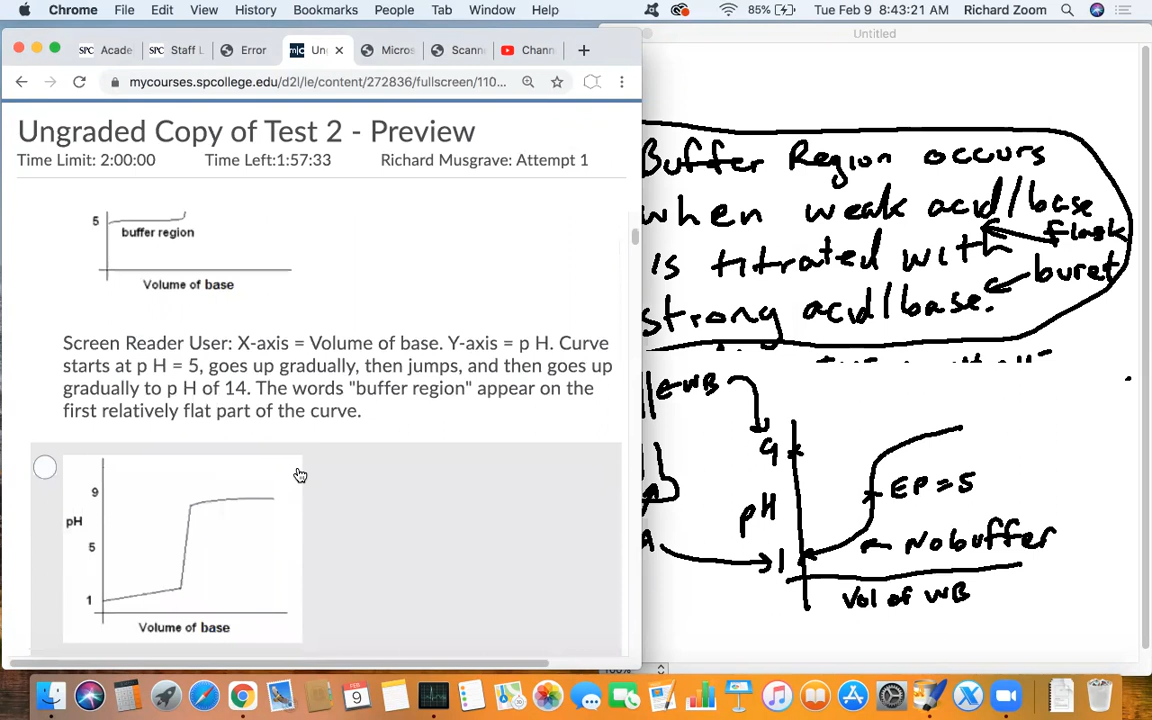 Chrome File Edit View History Bookmarks People Tab Window Help 85% Tue Feb 9 8:43:21 AM Richard Zoom
SPC Acade SPC Staff L Error m|c Un Micros Scann Chann
Untitled
mycourses.spcollege.edu/d2l/le/content/272836/fullscreen/110...
Ungraded Copy of Test 2 - Preview
Time Limit: 2:00:00 Time Left:1:57:33 Richard Musgrave: Attempt 1
5
buffer region
Volume of base
Screen Reader User: X-axis = Volume of base. Y-axis = p H. Curve
starts at p H = 5, goes up gradually, then jumps, and then goes up
gradually to p H of 14. The words "buffer region" appear on the
first relatively flat part of the curve.
9
pH
5
1
Volume of base
Buffer Region occurs
when weak acid/base
flask
is titrated with
buret
strong acid/base.
WB
9
EP = 5
pH
No buffer
1
Vol of WB
100%
FEB
9